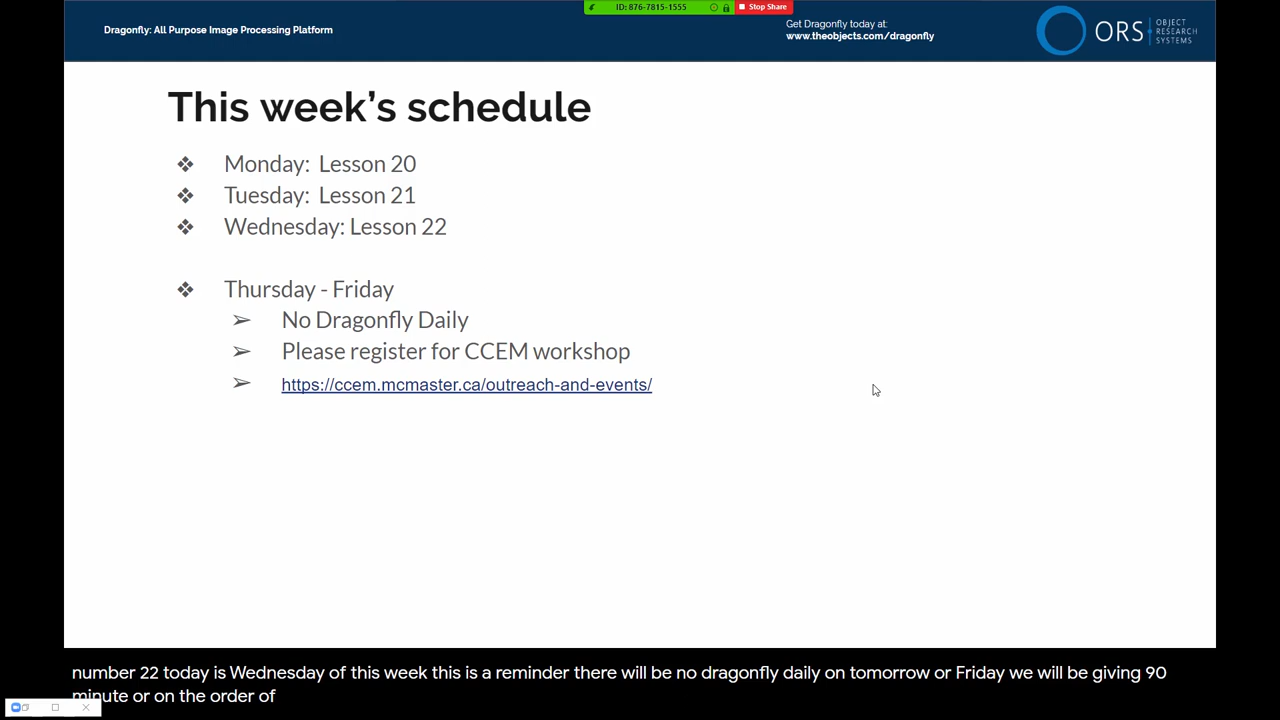 ID: 876-7815-1555
Stop Share
Dragonfly: All Purpose Image Processing Platform
Get Dragonfly today at:
www.theobjects.com/dragonfly
ORS
OBJECT
RESEARCH
SYSTEMS
This week's schedule
❖ Monday: Lesson 20
❖ Tuesday: Lesson 21
❖ Wednesday: Lesson 22
❖ Thursday - Friday
➢ No Dragonfly Daily
➢ Please register for CCEM workshop
➢ https://ccem.mcmaster.ca/outreach-and-events/
number 22 today is Wednesday of this week this is a reminder there will be no dragonfly daily on tomorrow or Friday we will be giving 90
minute or on the order of